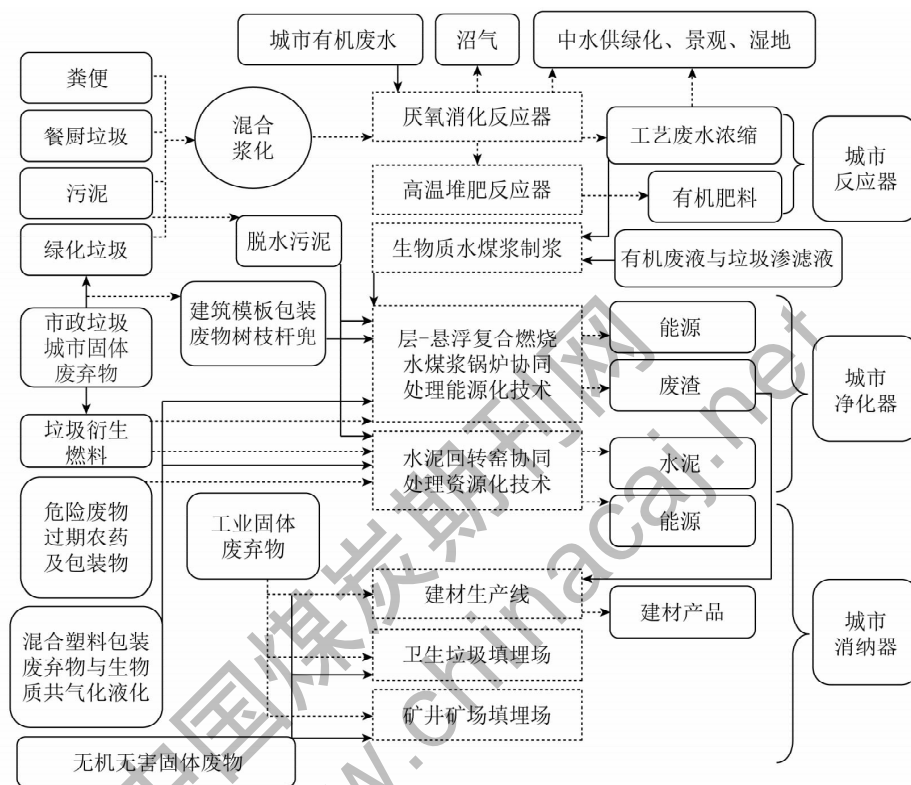 城市有机废水
沼气
中水供绿化、景观、湿地
粪便
餐厨垃圾
污泥
绿化垃圾
混合
浆化
厌氧消化反应器
工艺废水浓缩
城市
反应器
高温堆肥反应器
有机肥料
脱水污泥
生物质水煤浆制浆
有机废液与垃圾渗滤液
市政垃圾
城市固体
废弃物
建筑模板包装
废物树枝杆兜
层-悬浮复合燃烧
水煤浆锅炉协同
处理能源化技术
能源
废渣
城市
净化器
垃圾衍生
燃料
水泥回转窑协同
处理资源化技术
水泥
能源
危险废物
过期农药
及包装物
工业固体
废弃物
建材生产线
建材产品
城市
消纳器
混合塑料包装
废弃物与生物
质共气化液化
卫生垃圾填埋场
矿井矿场填埋场
无机无害固体废物
中国煤炭期刊网
www.chinacaj.net